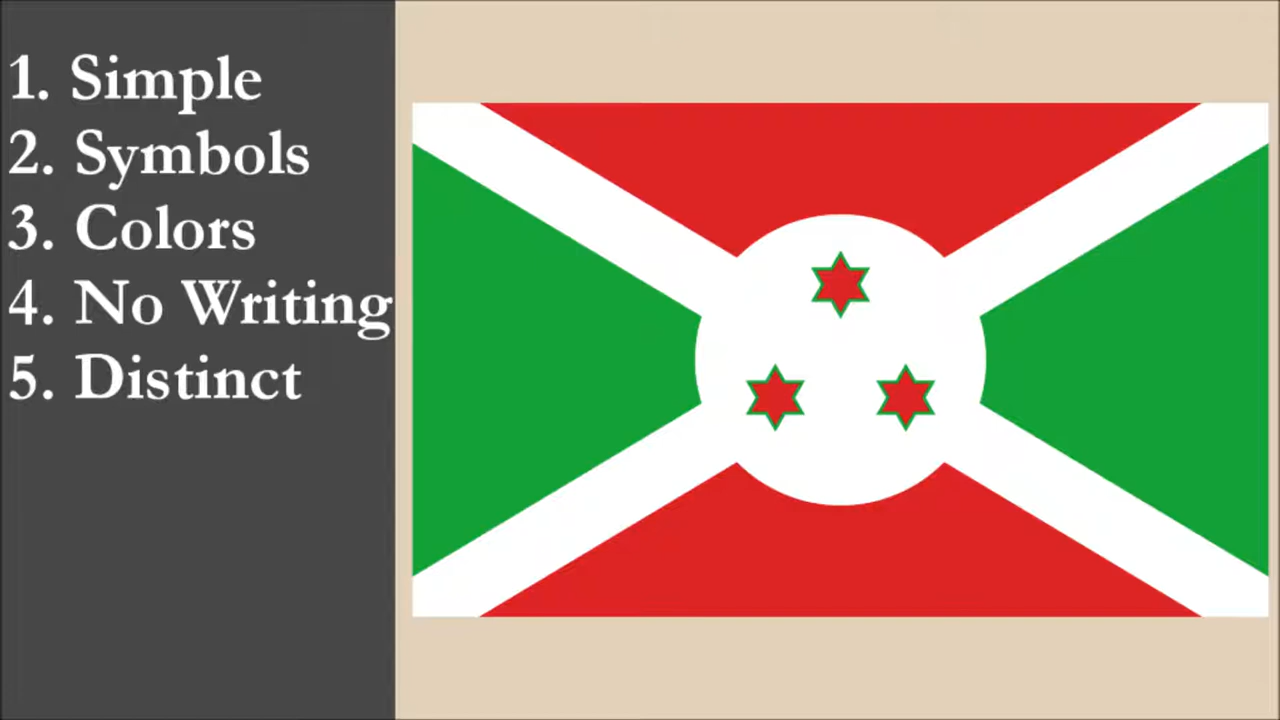 1. Simple
2. Symbols
3. Colors
4. No Writing
5. Distinct